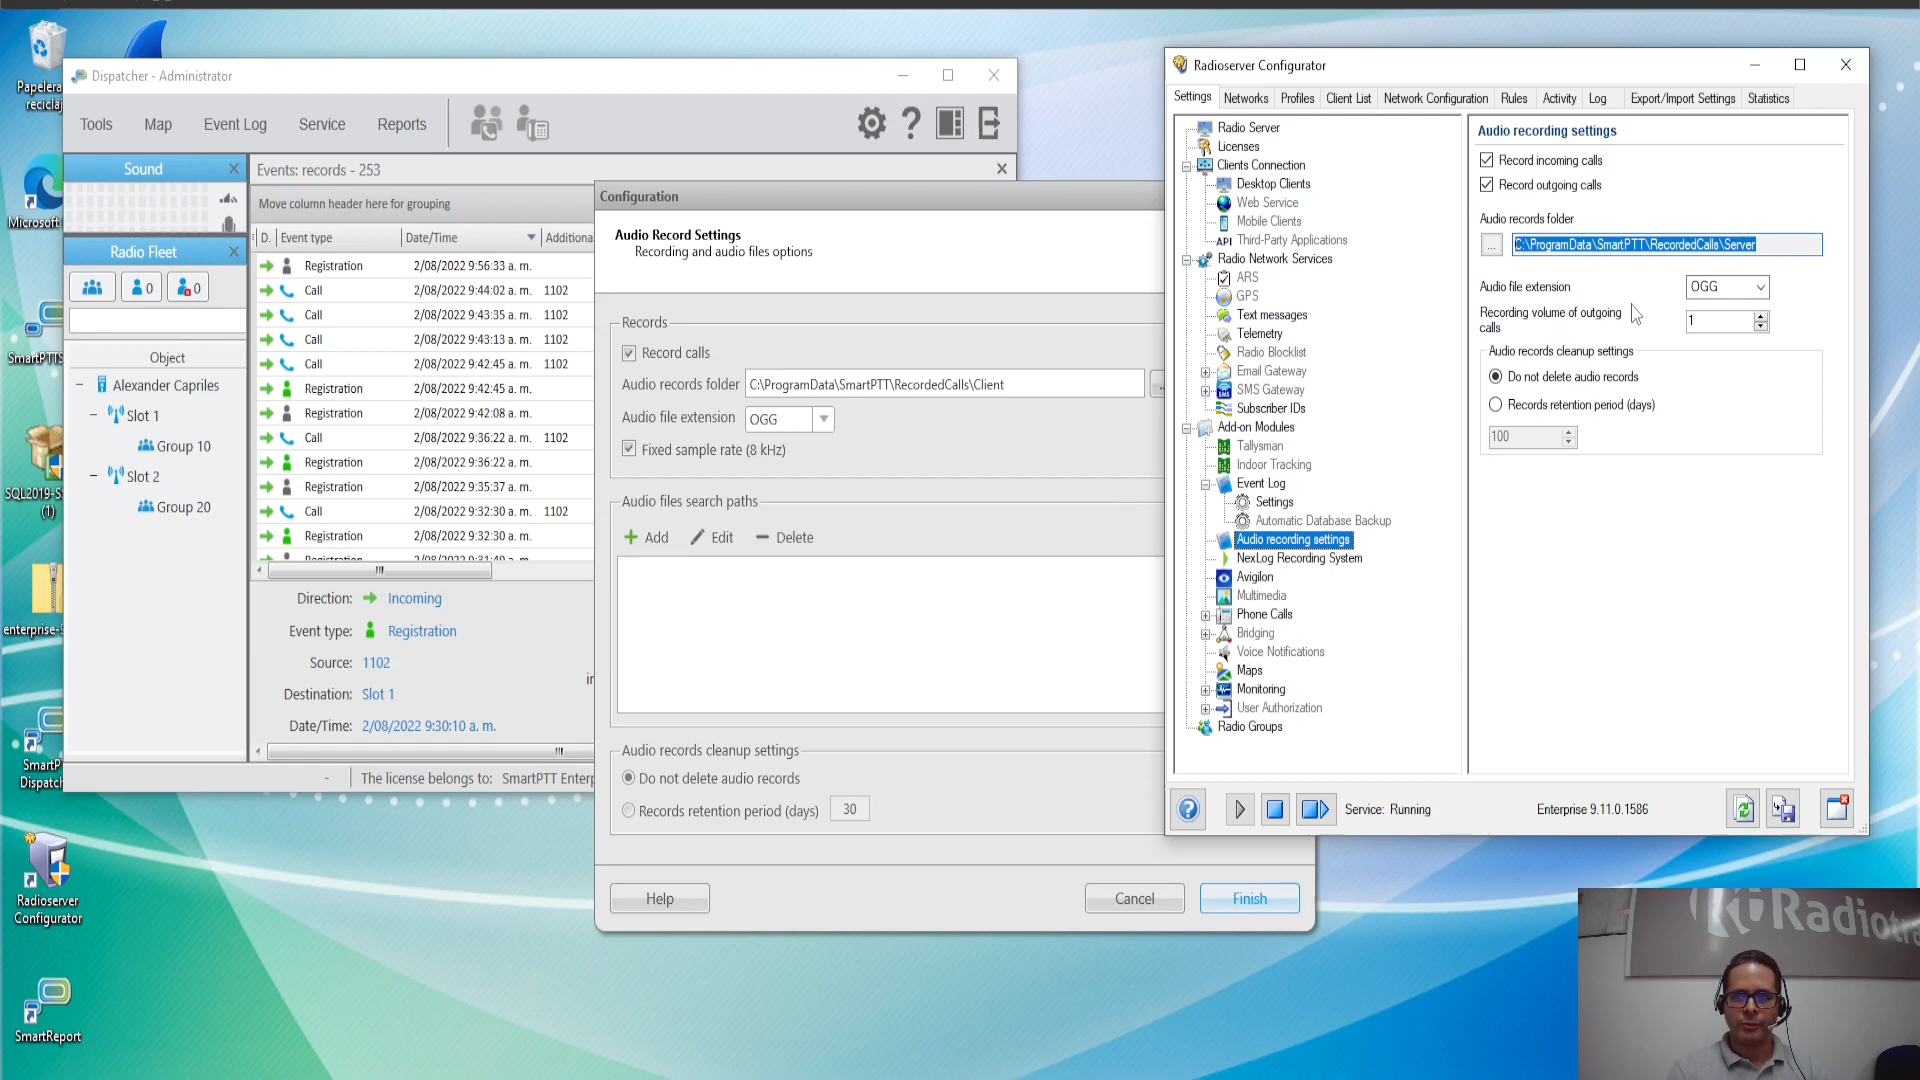 Papelera
reciclaj
Microsoft
SmartPTTS
SQL2019-S
(1)
enterprise-S
SmartP
Dispatch
Radioserver
Configurator
SmartReport
Dispatcher - Administrator
Tools
Map
Event Log
Service
Reports
Sound
Radio Fleet
0
0
Object
Alexander Capriles
Slot 1
Group 10
Slot 2
Group 20
Events: records - 253
Move column header here for grouping
D.
Event type
Date/Time
Additiona
Registration 2/08/2022 9:56:33 a. m.
Call 2/08/2022 9:44:02 a. m. 1102
Call 2/08/2022 9:43:35 a. m. 1102
Call 2/08/2022 9:43:13 a. m. 1102
Call 2/08/2022 9:42:45 a. m. 1102
Registration 2/08/2022 9:42:45 a. m.
Registration 2/08/2022 9:42:08 a. m.
Call 2/08/2022 9:36:22 a. m. 1102
Registration 2/08/2022 9:36:22 a. m.
Registration 2/08/2022 9:35:37 a. m.
Call 2/08/2022 9:32:30 a. m. 1102
Registration 2/08/2022 9:32:30 a. m.
Registration 2/08/2022 9:31:49 a. m.
Direction: Incoming
Event type: Registration
Source: 1102
Destination: Slot 1
Date/Time: 2/08/2022 9:30:10 a. m.
in
-
The license belongs to: SmartPTT Enterp
Configuration
Audio Record Settings
Recording and audio files options
Records
Record calls
Audio records folder C:\ProgramData\SmartPTT\RecordedCalls\Client
Audio file extension OGG
Fixed sample rate (8 kHz)
Audio files search paths
Add
Edit
Delete
Audio records cleanup settings
Do not delete audio records
Records retention period (days) 30
Help
Cancel
Finish
Radioserver Configurator
Settings
Networks
Profiles
Client List
Network Configuration
Rules
Activity
Log
Export/Import Settings
Statistics
Radio Server
Licenses
Clients Connection
Desktop Clients
Web Service
Mobile Clients
API Third-Party Applications
Radio Network Services
ARS
GPS
Text messages
Telemetry
Radio Blocklist
Email Gateway
SMS Gateway
Subscriber IDs
Add-on Modules
Tallysman
Indoor Tracking
Event Log
Settings
Automatic Database Backup
Audio recording settings
NexLog Recording System
Avigilon
Multimedia
Phone Calls
Bridging
Voice Notifications
Maps
Monitoring
User Authorization
Radio Groups
Audio recording settings
Record incoming calls
Record outgoing calls
Audio records folder
... C:\ProgramData\SmartPTT\RecordedCalls\Server
Audio file extension OGG
Recording volume of outgoing
calls
1
Audio records cleanup settings
Do not delete audio records
Records retention period (days)
100
Service: Running
Enterprise 9.11.0.1586
Radiotra